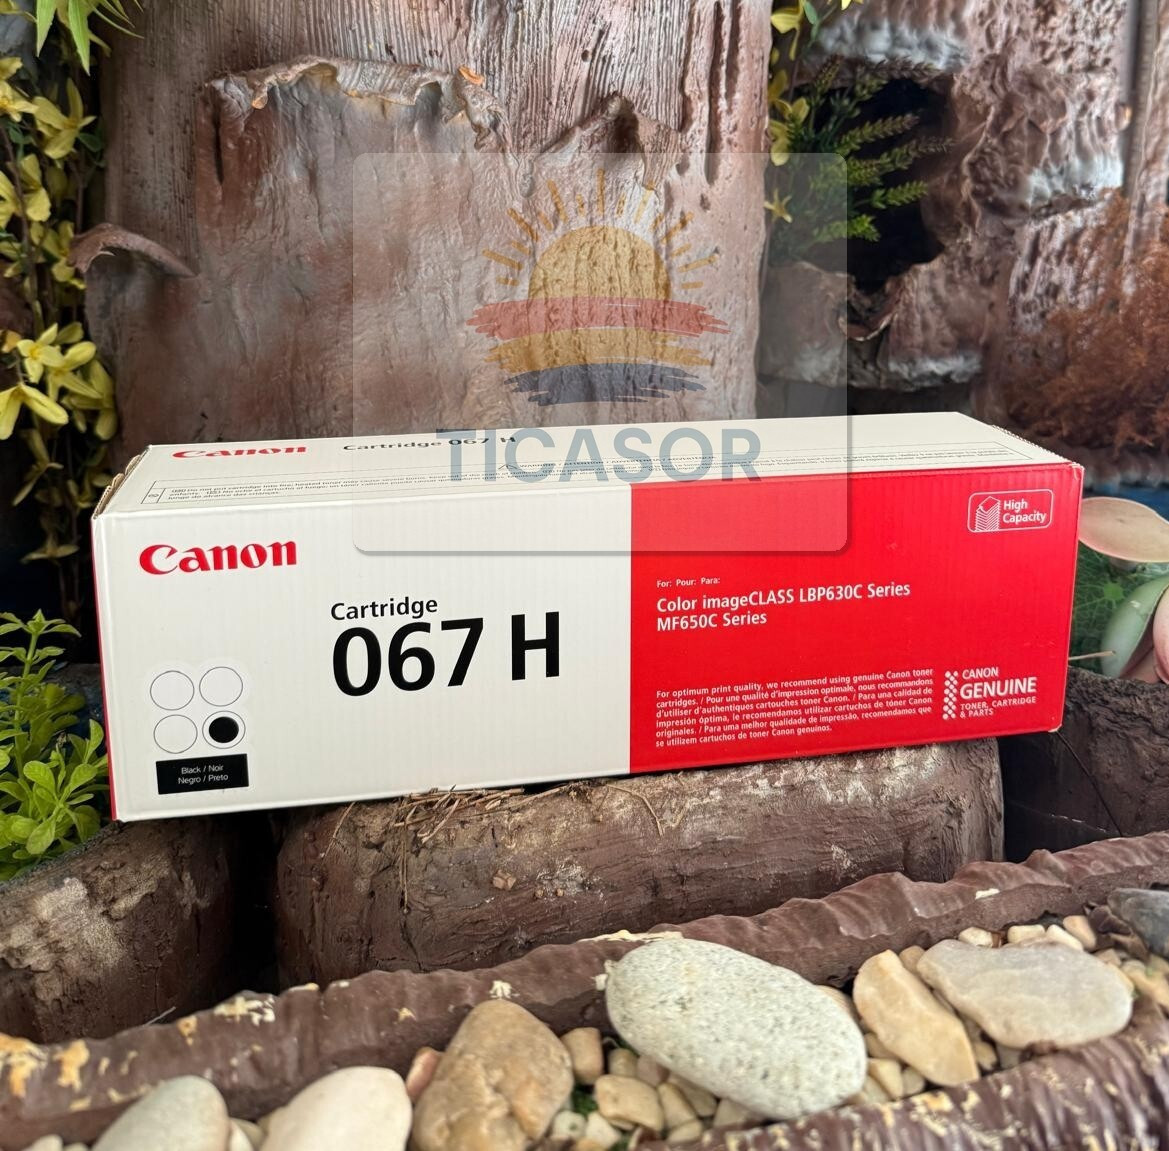 TICASOR
Canon Cartridge 067 H
Canon
Cartridge
067 H
Black / Noir
Negro / Preto
High
Capacity
For: Pour: Para:
Color imageCLASS LBP630C Series
MF650C Series
For optimum print quality, we recommend using genuine Canon toner
cartridges. / Pour une qualité d'impression optimale, nous recommandons
d'utiliser d'authentiques cartouches toner Canon. / Para una calidad de
impresión óptima, le recomendamos utilizar cartuchos de toner Canon
originales. / Para uma melhor qualidade de impressão, recomendamos que
se utilizem cartuchos de toner Canon genuínos.
CANON
GENUINE
TONER, CARTRIDGE
& PARTS